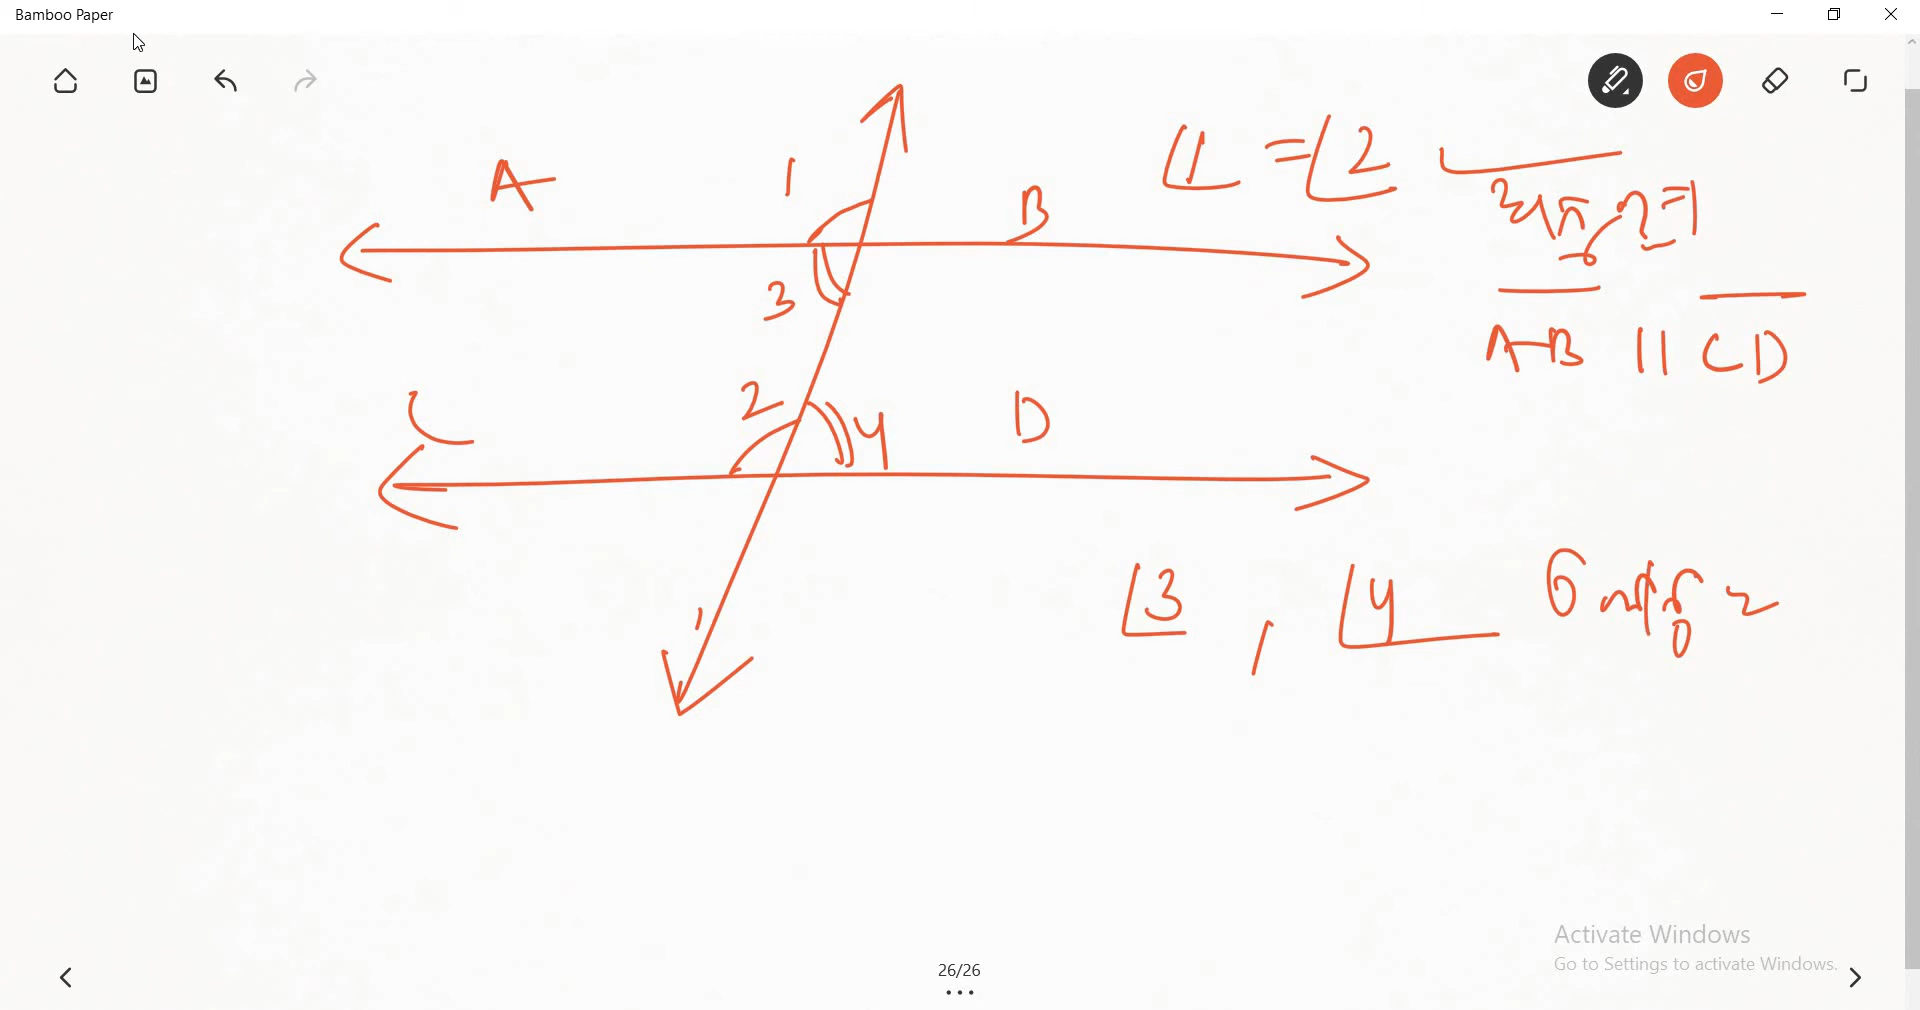 Bamboo Paper
A
1
B
∠1 = ∠2
3
AB || CD
C
2
4
D
∠3 , ∠4
Activate Windows
Go to Settings to activate Windows.
26/26